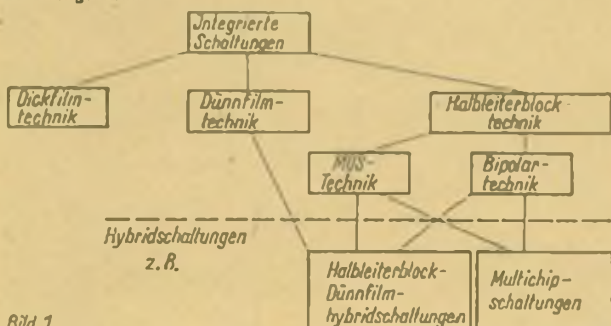 Integrierte
Schaltungen
Dickfilm-
technik
Dünnfilm-
technik
Halbleiterblock-
technik
MOS-
Technik
Bipolar-
technik
Hybridschaltungen
z. B.
Halbleiterblock-
Dünnfilm-
hybridschaltungen
Multichip-
schaltungen
Bild 1